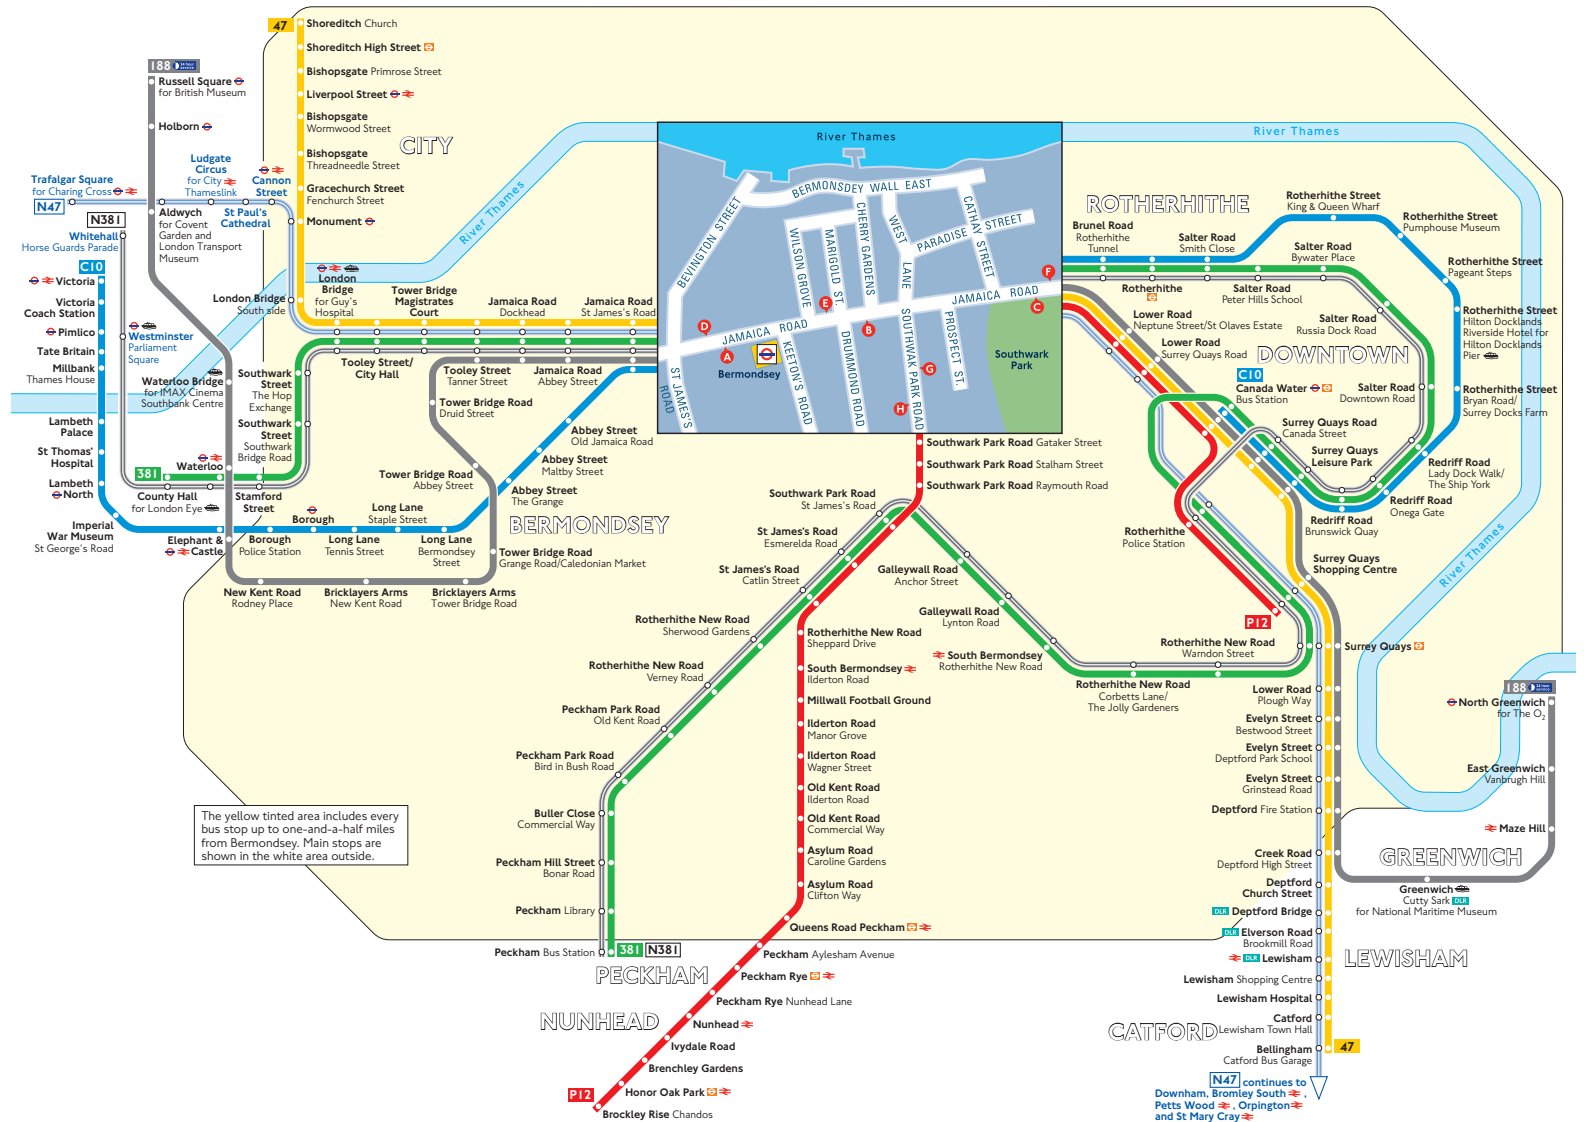 47
Shoreditch Church
Shoreditch High Street
Bishopsgate Primrose Street
Liverpool Street
Bishopsgate
Wormwood Street
Bishopsgate
Threadneedle Street
Gracechurch Street
Fenchurch Street
Monument
CITY
188 24 hour service
Russell Square
for British Museum
Holborn
Aldwych
for Covent
Garden and
London Transport
Museum
Ludgate
Circus
for City
Thameslink
Cannon
Street
St Paul's
Cathedral
Trafalgar Square
for Charing Cross
N47
N381
Whitehall
Horse Guards Parade
C10
Victoria
Victoria
Coach Station
Pimlico
Tate Britain
Millbank
Thames House
Lambeth
Palace
St Thomas'
Hospital
Lambeth
North
Imperial
War Museum
St George's Road
Westminster
Parliament
Square
Waterloo Bridge
for IMAX Cinema
Southbank Centre
London Bridge
South side
London
Bridge
for Guy's
Hospital
River Thames
Southwark
Street
The Hop
Exchange
Southwark
Street
Southwark
Bridge Road
Waterloo
381
County Hall
for London Eye
Stamford
Street
Elephant &
Castle
Borough
Borough
Police Station
Long Lane
Tennis Street
Long Lane
Staple Street
Long Lane
Bermondsey
Street
New Kent Road
Rodney Place
Bricklayers Arms
New Kent Road
Bricklayers Arms
Tower Bridge Road
Tower Bridge
Magistrates
Court
Jamaica Road
Dockhead
Jamaica Road
St James's Road
Tooley Street/
City Hall
Tooley Street
Tanner Street
Jamaica Road
Abbey Street
Tower Bridge Road
Druid Street
Tower Bridge Road
Abbey Street
Abbey Street
Old Jamaica Road
Abbey Street
Maltby Street
Abbey Street
The Grange
BERMONDSEY
Tower Bridge Road
Grange Road/Caledonian Market
River Thames
BERMONSDEY WALL EAST
BEVINGTON STREET
WILSON GROVE
MARIGOLD ST.
CHERRY GARDENS
WEST
LANE
PARADISE STREET
CATHAY STREET
JAMAICA ROAD
JAMAICA ROAD
ST JAMES'S
ROAD
KEETON'S ROAD
DRUMMOND ROAD
SOUTHWARK PARK ROAD
PROSPECT ST.
Southwark
Park
Bermondsey
A
B
C
D
E
F
G
H
River Thames
ROTHERHITHE
Brunel Road
Rotherhithe
Tunnel
Salter Road
Smith Close
Rotherhithe Street
King & Queen Wharf
Rotherhithe Street
Pumphouse Museum
Salter Road
Bywater Place
Rotherhithe Street
Pageant Steps
Rotherhithe
Salter Road
Peter Hills School
Salter Road
Russia Dock Road
Rotherhithe Street
Hilton Docklands
Riverside Hotel for
Hilton Docklands
Pier
Lower Road
Neptune Street/St Olaves Estate
Lower Road
Surrey Quays Road
DOWNTOWN
C10
Canada Water
Bus Station
Salter Road
Downtown Road
Rotherhithe Street
Bryan Road/
Surrey Docks Farm
Surrey Quays Road
Canada Street
Surrey Quays
Leisure Park
Redriff Road
Lady Dock Walk/
The Ship York
Redriff Road
Onega Gate
Redriff Road
Brunswick Quay
Rotherhithe
Police Station
Surrey Quays
Shopping Centre
River Thames
P12
Southwark Park Road Gataker Street
Southwark Park Road Stalham Street
Southwark Park Road Raymouth Road
Southwark Park Road
St James's Road
St James's Road
Esmerelda Road
St James's Road
Catlin Street
Rotherhithe New Road
Sherwood Gardens
Rotherhithe New Road
Verney Road
Peckham Park Road
Old Kent Road
Peckham Park Road
Bird in Bush Road
Buller Close
Commercial Way
Peckham Hill Street
Bonar Road
Peckham Library
Peckham Bus Station
381
N381
PECKHAM
Galleywall Road
Anchor Street
Galleywall Road
Lynton Road
South Bermondsey
Rotherhithe New Road
Rotherhithe New Road
Corbetts Lane/
The Jolly Gardeners
Rotherhithe New Road
Warndon Street
Rotherhithe New Road
Sheppard Drive
South Bermondsey
Ilderton Road
Millwall Football Ground
Ilderton Road
Manor Grove
Ilderton Road
Wagner Street
Old Kent Road
Ilderton Road
Old Kent Road
Commercial Way
Asylum Road
Caroline Gardens
Asylum Road
Clifton Way
Queens Road Peckham
Peckham Aylesham Avenue
Peckham Rye
Peckham Rye Nunhead Lane
NUNHEAD
Nunhead
Ivydale Road
Brenchley Gardens
Honor Oak Park
P12
Brockley Rise Chandos
Surrey Quays
Lower Road
Plough Way
Evelyn Street
Bestwood Street
Evelyn Street
Deptford Park School
Evelyn Street
Grinstead Road
Deptford Fire Station
Creek Road
Deptford High Street
Deptford
Church Street
DLR Deptford Bridge
DLR Elverson Road
Brookmill Road
DLR Lewisham
Lewisham Shopping Centre
Lewisham Hospital
Catford
Lewisham Town Hall
Bellingham
Catford Bus Garage
47
LEWISHAM
CATFORD
N47 continues to
Downham, Bromley South,
Petts Wood, Orpington
and St Mary Cray
188 24 hour service
North Greenwich
for The O2
East Greenwich
Vanbrugh Hill
Maze Hill
GREENWICH
Greenwich
Cutty Sark DLR
for National Maritime Museum
The yellow tinted area includes every
bus stop up to one-and-a-half miles
from Bermondsey. Main stops are
shown in the white area outside.